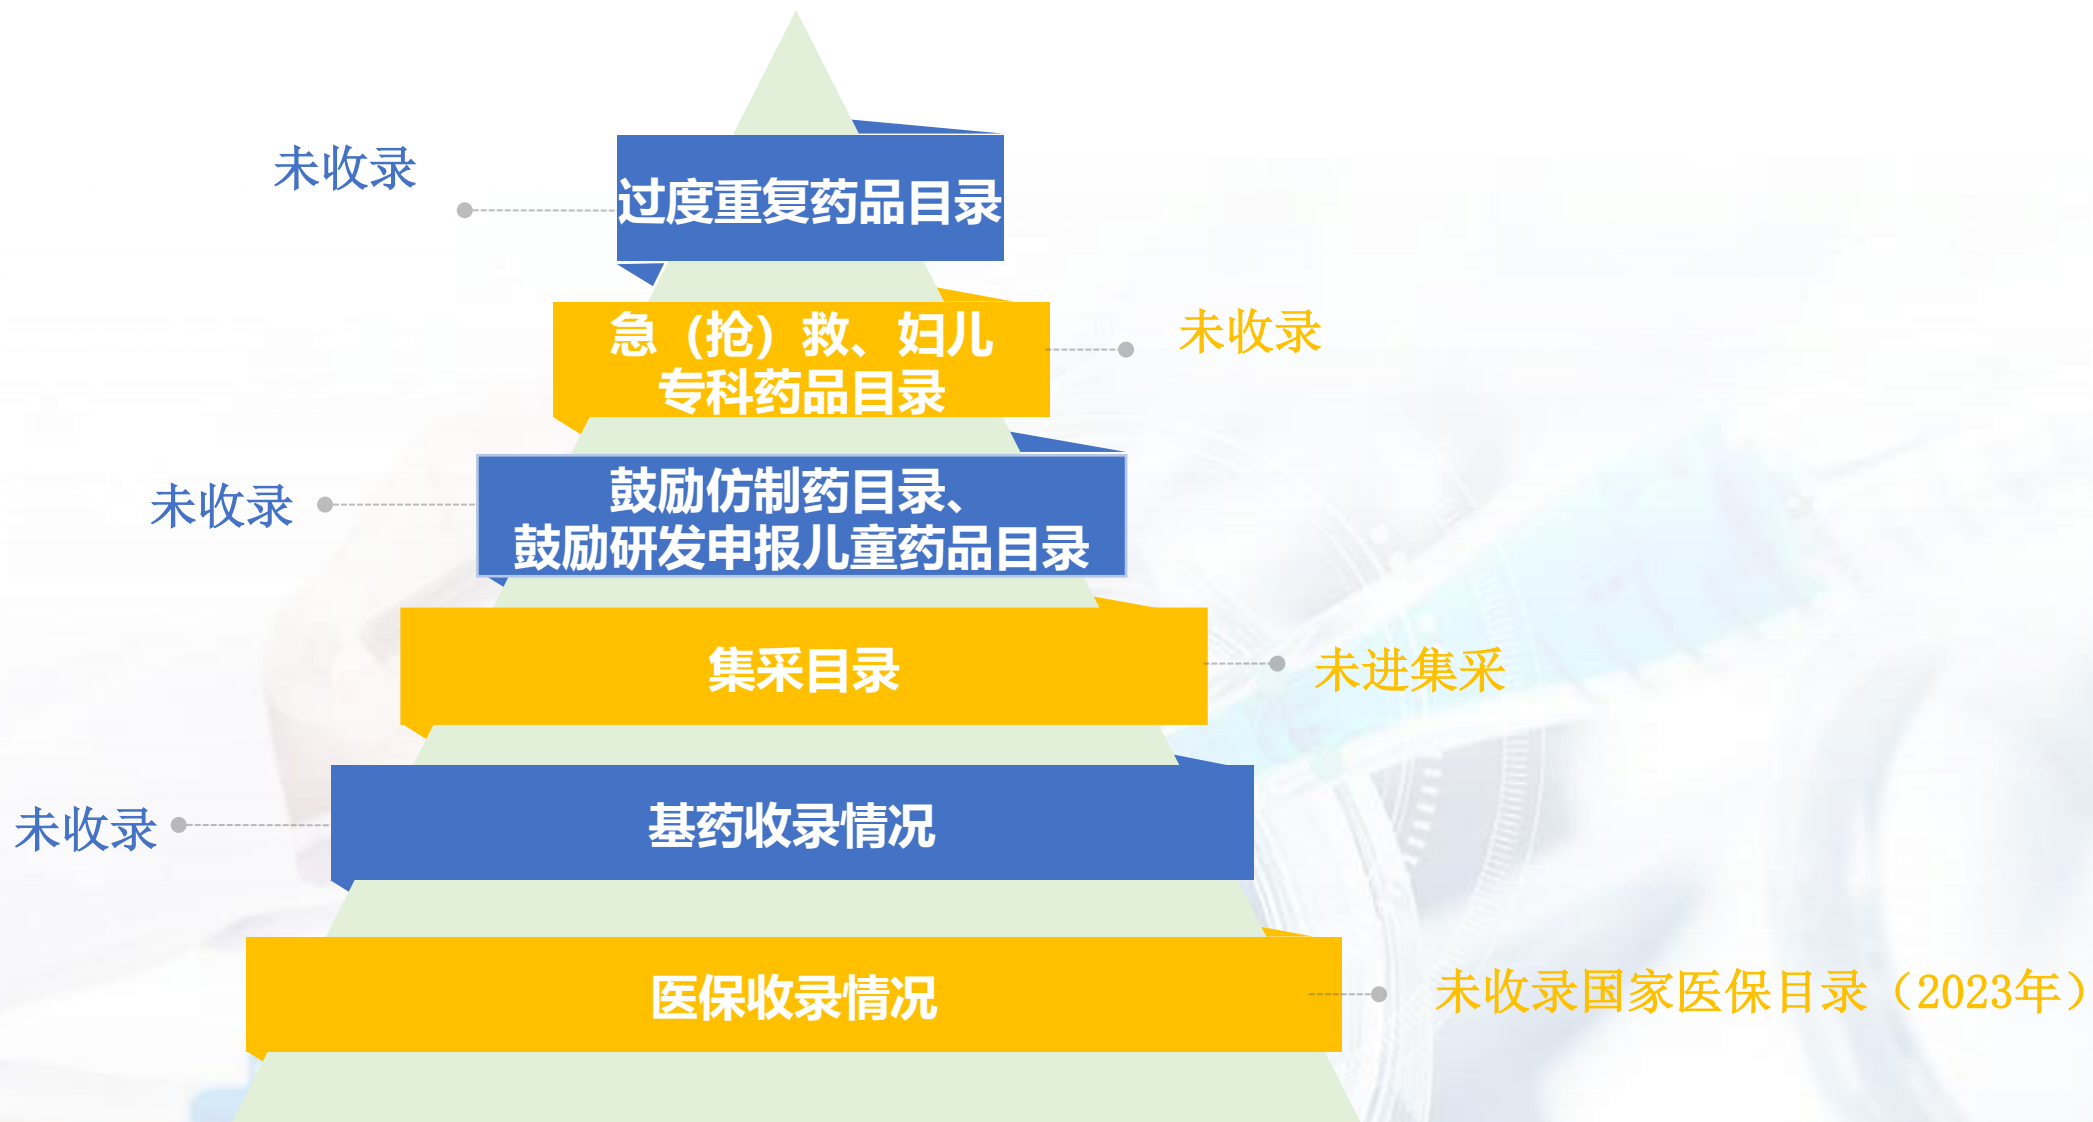 未收录
过度重复药品目录
急（抢）救、妇儿
专科药品目录
未收录
未收录
鼓励仿制药目录、
鼓励研发申报儿童药品目录
集采目录
未进集采
未收录
基药收录情况
医保收录情况
未收录国家医保目录（2023年）